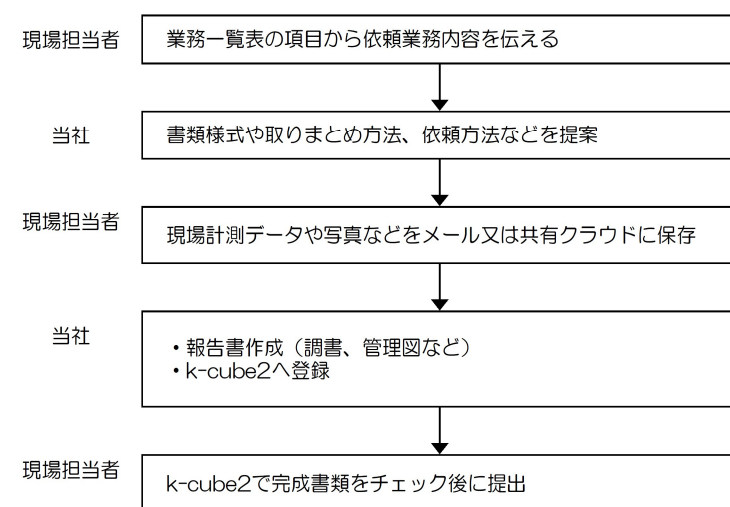 現場担当者
業務一覧表の項目から依頼業務内容を伝える
当社
書類様式や取りまとめ方法、依頼方法などを提案
現場担当者
現場計測データや写真などをメール又は共有クラウドに保存
当社
・報告書作成（調書、管理図など）
・k-cube2へ登録
現場担当者
k-cube2で完成書類をチェック後に提出